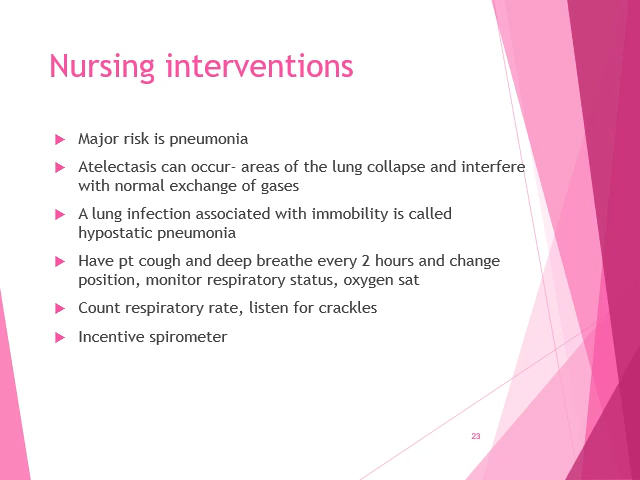 Nursing interventions
Major risk is pneumonia
Atelectasis can occur- areas of the lung collapse and interfere
with normal exchange of gases
A lung infection associated with immobility is called
hypostatic pneumonia
Have pt cough and deep breathe every 2 hours and change
position, monitor respiratory status, oxygen sat
Count respiratory rate, listen for crackles
Incentive spirometer
23